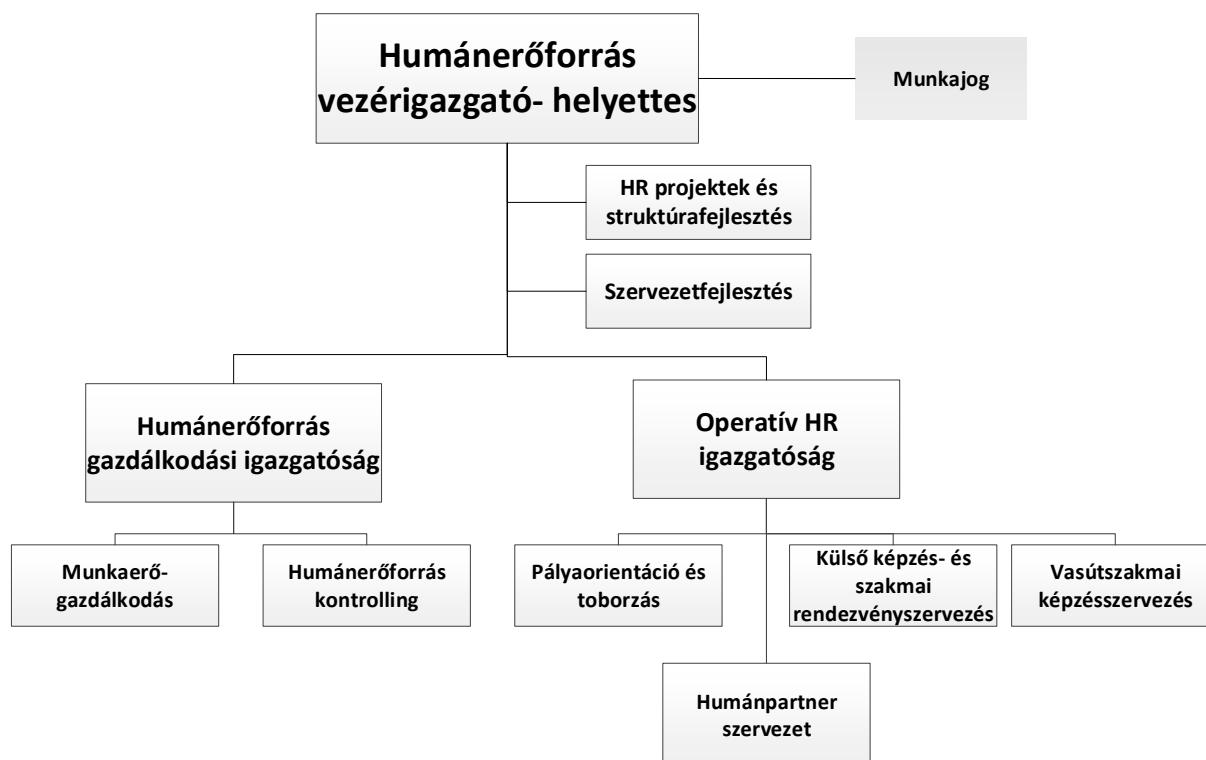 Humánerőforrás
vezérigazgató- helyettes
Munkajog
HR projektek és
struktúrafejlesztés
Szervezetfejlesztés
Humánerőforrás
gazdálkodási igazgatóság
Operatív HR
igazgatóság
Munkaerő-
gazdálkodás
Humánerőforrás
kontrolling
Pályaorientáció és
toborzás
Külső képzés- és
szakmai
rendezvényszervezés
Vasútszakmai
képzésszervezés
Humánpartner
szervezet